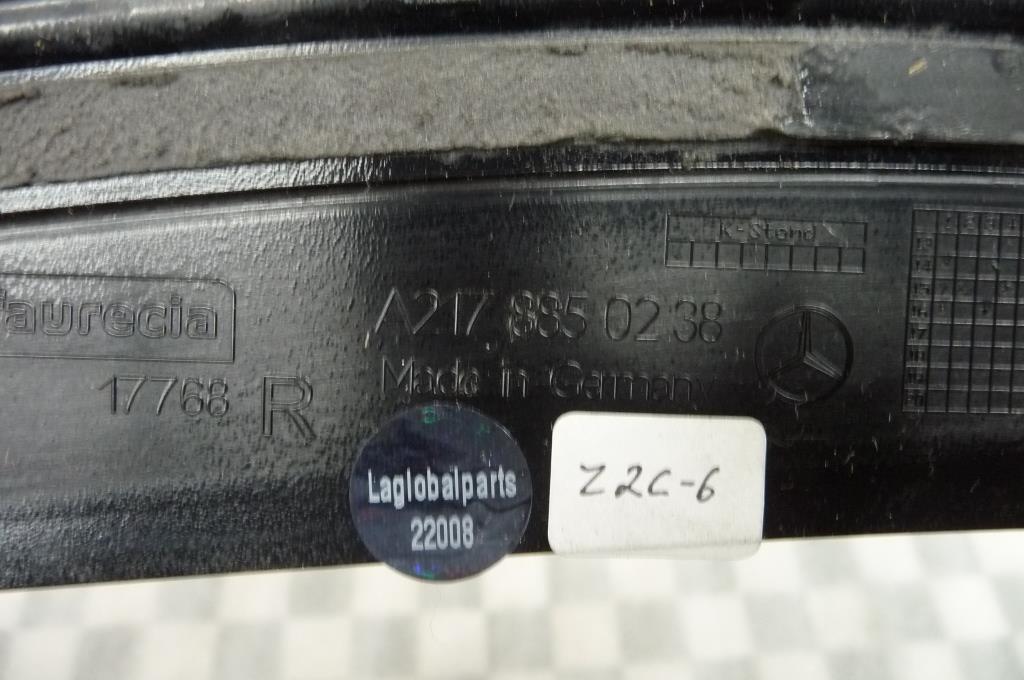 K-Stand
faurecia
A217 885 02 38
Made in Germany
17768 R
Laglobalparts
22008
Z2C-6